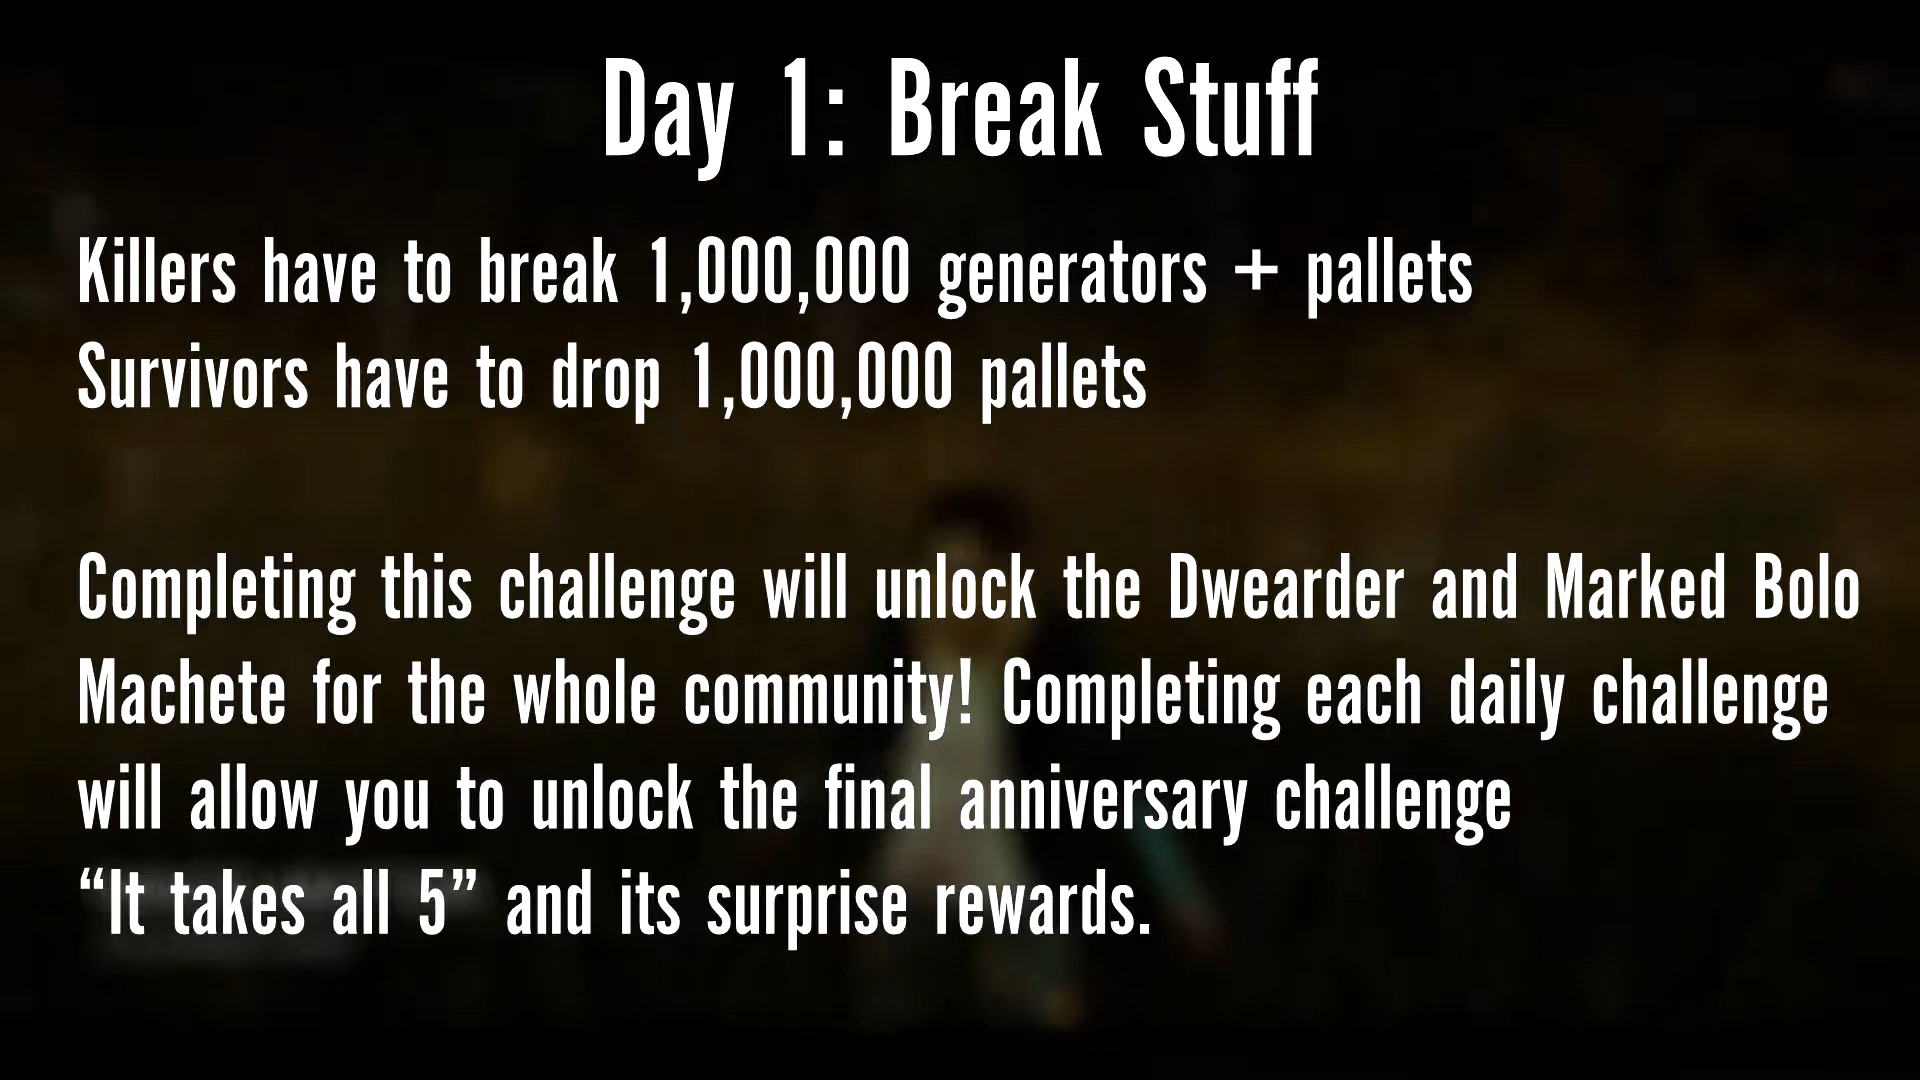 Day 1: Break Stuff
Killers have to break 1,000,000 generators + pallets
Survivors have to drop 1,000,000 pallets
Completing this challenge will unlock the Dwearder and Marked Bolo
Machete for the whole community! Completing each daily challenge
will allow you to unlock the final anniversary challenge
“It takes all 5” and its surprise rewards.